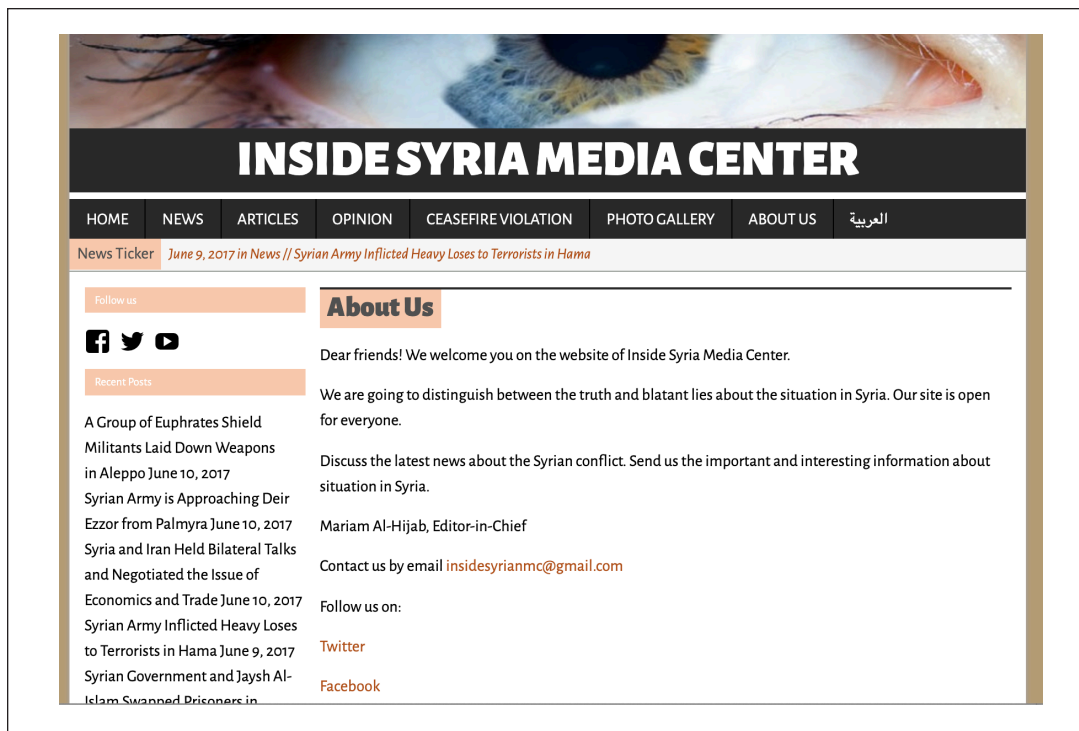 INSIDE SYRIA MEDIA CENTER
HOME NEWS ARTICLES OPINION CEASEFIRE VIOLATION PHOTO GALLERY ABOUT US العربية
News Ticker June 9, 2017 in News // Syrian Army Inflicted Heavy Loses to Terrorists in Hama
Follow us
Recent Posts
A Group of Euphrates Shield
Militants Laid Down Weapons
in Aleppo June 10, 2017
Syrian Army is Approaching Deir
Ezzor from Palmyra June 10, 2017
Syria and Iran Held Bilateral Talks
and Negotiated the Issue of
Economics and Trade June 10, 2017
Syrian Army Inflicted Heavy Loses
to Terrorists in Hama June 9, 2017
Syrian Government and Jaysh Al-
Islam Swapped Prisoners in
About Us
Dear friends! We welcome you on the website of Inside Syria Media Center.
We are going to distinguish between the truth and blatant lies about the situation in Syria. Our site is open
for everyone.
Discuss the latest news about the Syrian conflict. Send us the important and interesting information about
situation in Syria.
Mariam Al-Hijab, Editor-in-Chief
Contact us by email insidesyrianmc@gmail.com
Follow us on:
Twitter
Facebook